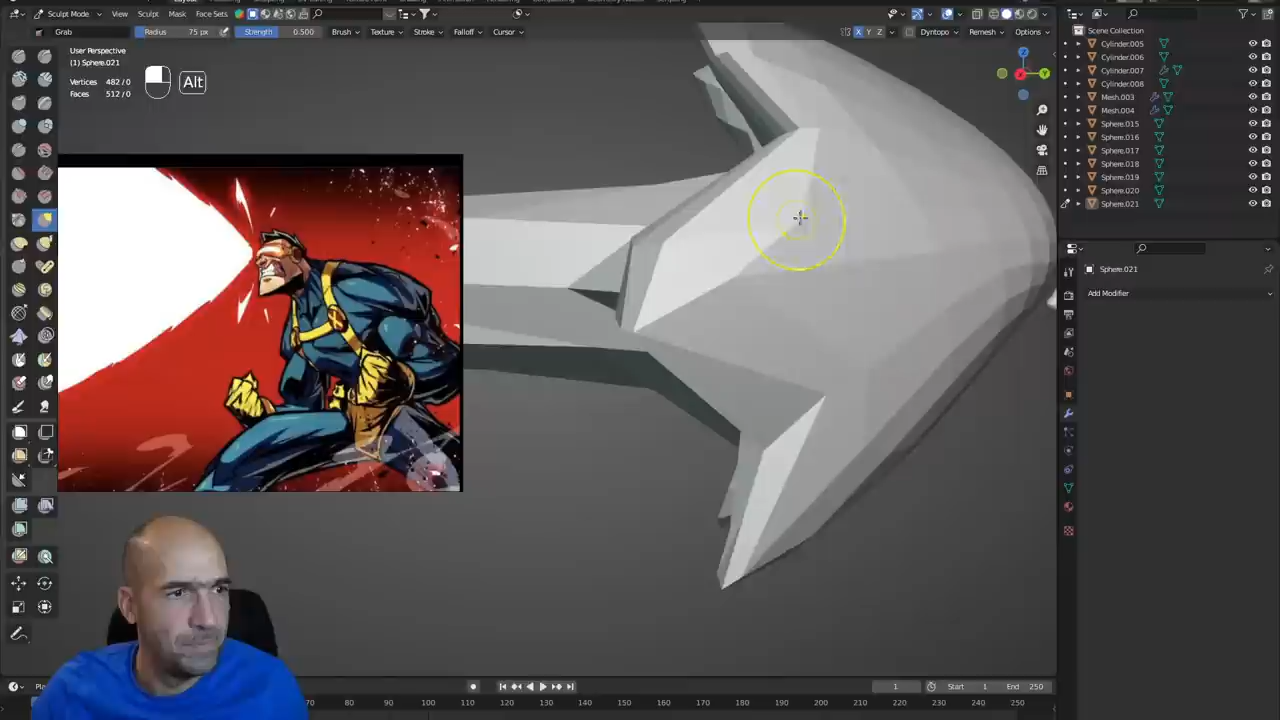 Sculpt Mode View Sculpt Mask Face Sets
Grab Radius 75 px Strength 0.500 Brush Texture Stroke Falloff Cursor X Y Z Dyntopo Remesh Options
User Perspective
(1) Sphere.021
Vertices 482/0
Faces 512/0
Alt
Z
X
Y
Scene Collection
Cylinder.005
Cylinder.006
Cylinder.007
Cylinder.008
Mesh.003
Mesh.004
Sphere.015
Sphere.016
Sphere.017
Sphere.018
Sphere.019
Sphere.020
Sphere.021
Sphere.021
Add Modifier
1 Start 1 End 250
70 80 90 100 110 120 130 140 150 160 170 180 190 200 210 220 230 240 250